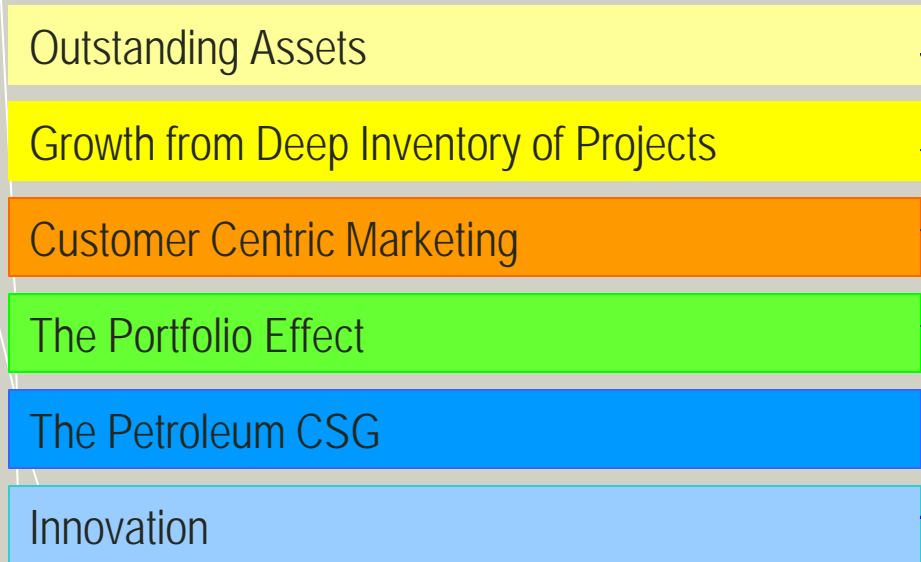 Outstanding Assets
Growth from Deep Inventory of Projects
Customer Centric Marketing
The Portfolio Effect
The Petroleum CSG
Innovation